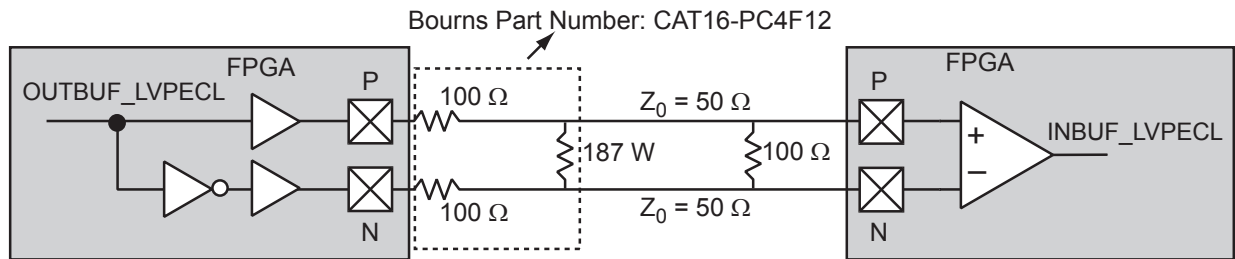 Bourns Part Number: CAT16-PC4F12
FPGA
OUTBUF_LVPECL
P
100 Ω
Z0 = 50 Ω
P
FPGA
187 W
100 Ω
+
−
INBUF_LVPECL
N
100 Ω
Z0 = 50 Ω
N